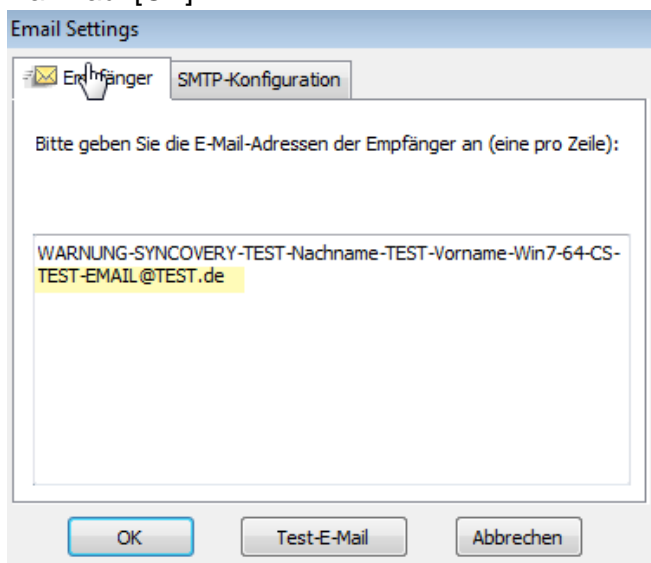 Email Settings
Empfänger SMTP-Konfiguration
Bitte geben Sie die E-Mail-Adressen der Empfänger an (eine pro Zeile):
WARNUNG-SYNCOVERY-TEST-Nachname-TEST-Vorname-Win7-64-CS-
TEST-EMAIL@TEST.de
OK Test-E-Mail Abbrechen